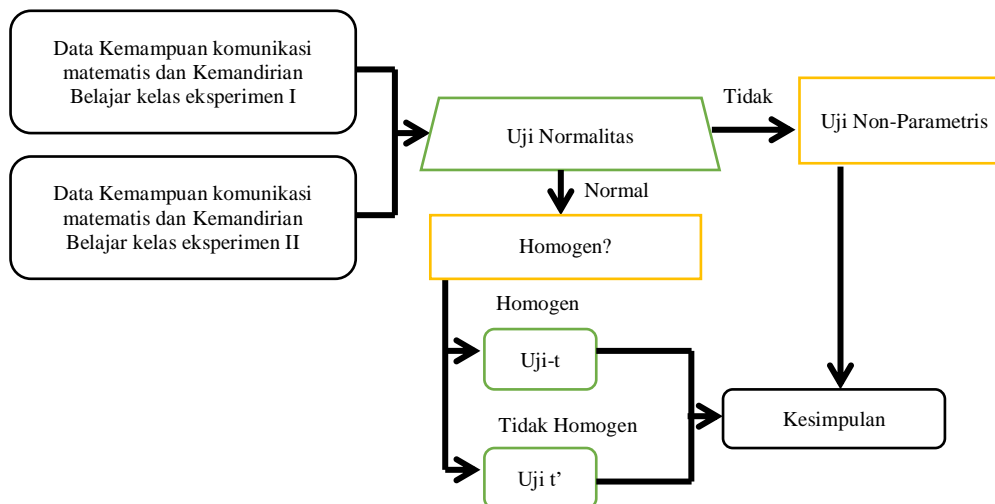 Data Kemampuan komunikasi
matematis dan Kemandirian
Belajar kelas eksperimen I
Data Kemampuan komunikasi
matematis dan Kemandirian
Belajar kelas eksperimen II
Uji Normalitas
Tidak
Uji Non-Parametris
Normal
Homogen?
Homogen
Uji-t
Tidak Homogen
Uji t’
Kesimpulan